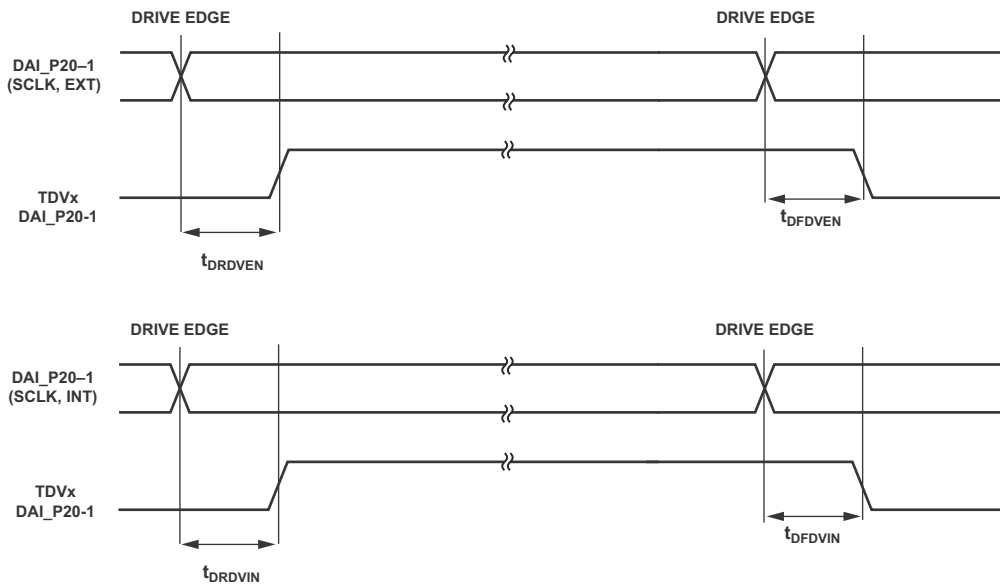 DRIVE EDGE DRIVE EDGE
DAI_P20–1
(SCLK, EXT)
TDVx
DAI_P20-1
tDFDVEN
tDRDVEN
DRIVE EDGE DRIVE EDGE
DAI_P20–1
(SCLK, INT)
TDVx
DAI_P20-1
tDFDVIN
tDRDVIN